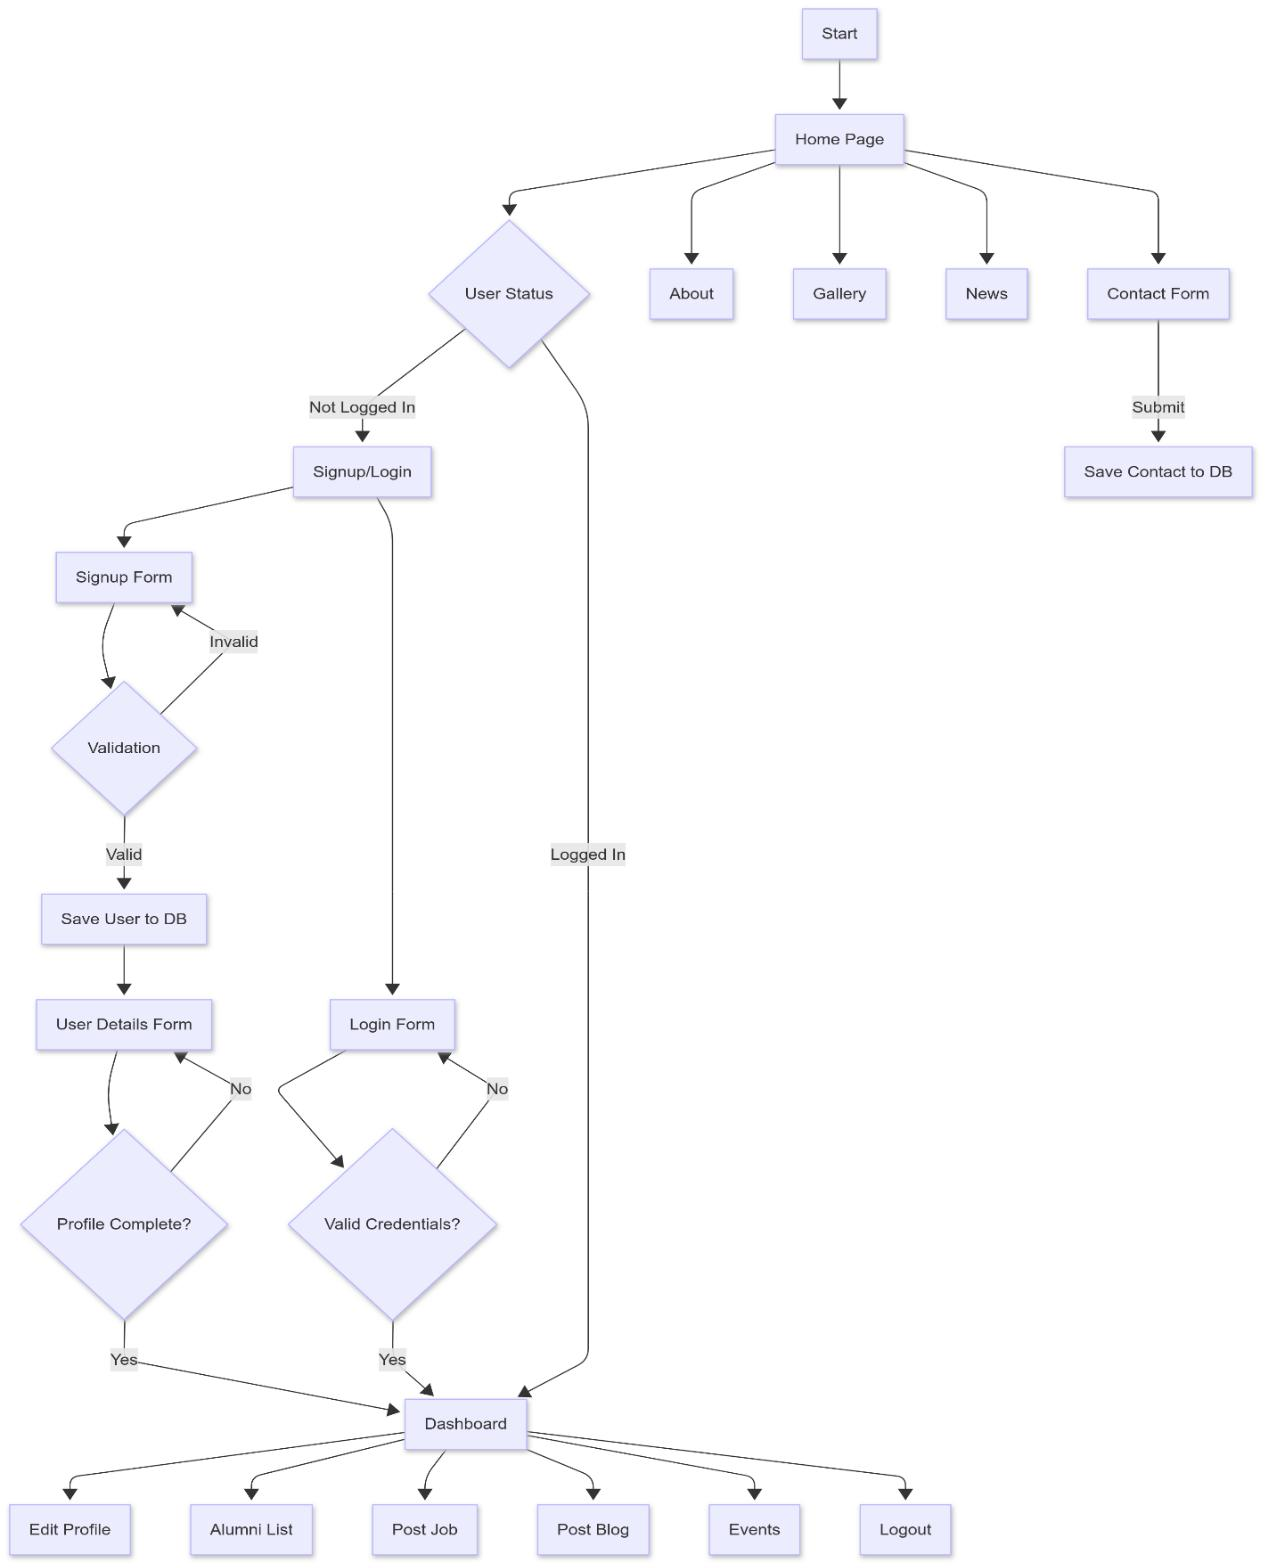 Start
Home Page
User Status
About
Gallery
News
Contact Form
Not Logged In
Submit
Signup/Login
Save Contact to DB
Signup Form
Invalid
Validation
Valid
Logged In
Save User to DB
User Details Form
Login Form
No
No
Profile Complete?
Valid Credentials?
Yes
Yes
Dashboard
Edit Profile
Alumni List
Post Job
Post Blog
Events
Logout